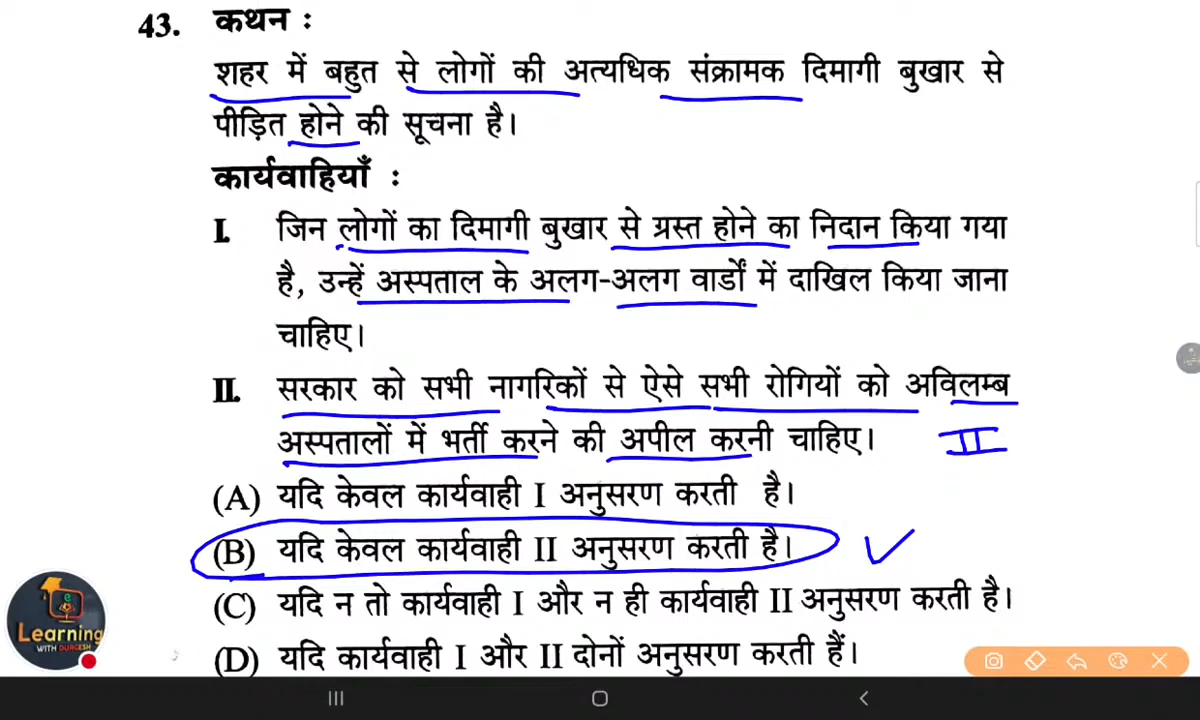 43. कथन :
शहर में बहुत से लोगों की अत्यधिक संक्रामक दिमागी बुखार से
पीड़ित होने की सूचना है।
कार्यवाहियाँ :
I. जिन लोगों का दिमागी बुखार से ग्रस्त होने का निदान किया गया
है, उन्हें अस्पताल के अलग-अलग वार्डों में दाखिल किया जाना
चाहिए।
II. सरकार को सभी नागरिकों से ऐसे सभी रोगियों को अविलम्ब
अस्पतालों में भर्ती करने की अपील करनी चाहिए। II
(A) यदि केवल कार्यवाही I अनुसरण करती है।
(B) यदि केवल कार्यवाही II अनुसरण करती है।
(C) यदि न तो कार्यवाही I और न ही कार्यवाही II अनुसरण करती है।
(D) यदि कार्यवाही I और II दोनों अनुसरण करती हैं।
Learning
WITH DURGESH